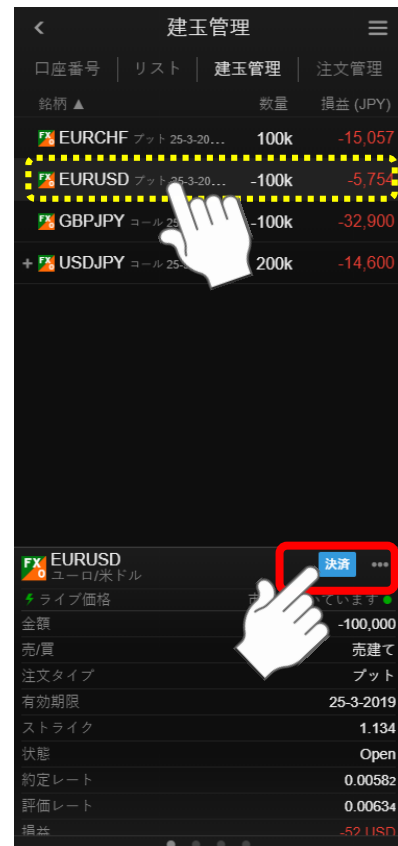 建玉管理
口座番号 リスト 建玉管理 注文管理
銘柄 ▲ 数量 損益 (JPY)
FX O EURCHF プット 25-3-20... 100k -15,057
FX O EURUSD プット 25-3-20... -100k -5,754
FX O GBPJPY コール -100k -32,900
+ FX O USDJPY コール 200k -14,600
FX O EURUSD 決済 •••
ユーロ/米ドル
ライブ価格 います
金額 -100,000
売/買 売建て
注文タイプ プット
有効期限 25-3-2019
ストライク 1.134
状態 Open
約定レート 0.00582
評価レート 0.00634
損益 -52 USD